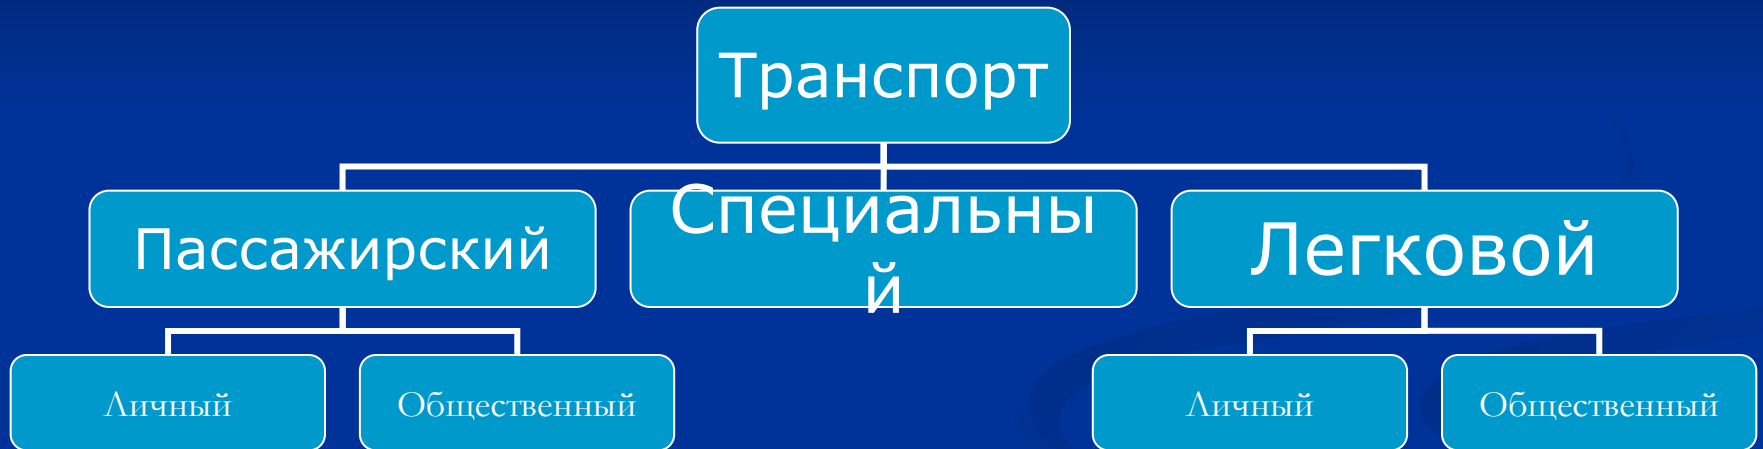 Транспорт
Пассажирский
Специальны
й
Легковой
Личный
Общественный
Личный
Общественный